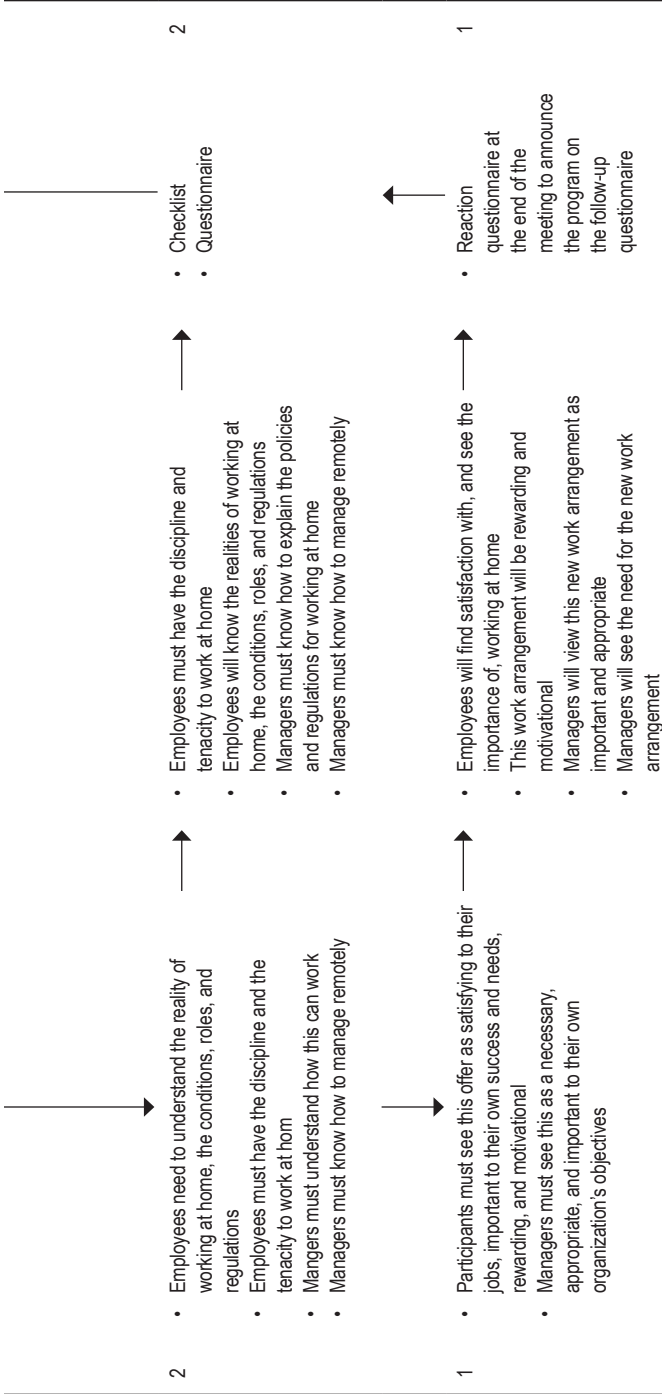 2
• Employees need to understand the reality of
working at home, the conditions, roles, and
regulations
• Employees must have the discipline and the
tenacity to work at hom
• Mangers must understand how this can work
• Managers must know how to manage remotely
• Employees must have the discipline and
tenacity to work at home
• Employees will know the realities of working at
home, the conditions, roles, and regulations
• Managers must know how to explain the policies
and regulations for working at home
• Managers must know how to manage remotely
• Checklist
• Questionnaire
2
1
• Participants must see this offer as satisfying to their
jobs, important to their own success and needs,
rewarding, and motivational
• Managers must see this as a necessary,
appropriate, and important to their own
organization's objectives
• Employees will find satisfaction with, and see the
importance of, working at home
• This work arrangement will be rewarding and
motivational
• Managers will view this new work arrangement as
important and appropriate
• Managers will see the need for the new work
arrangement
• Reaction
questionnaire at
the end of the
meeting to announce
the program on
the follow-up
questionnaire
1